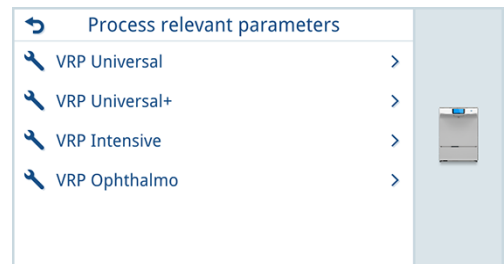 Process relevant parameters
VRP Universal
VRP Universal+
VRP Intensive
VRP Ophthalmo